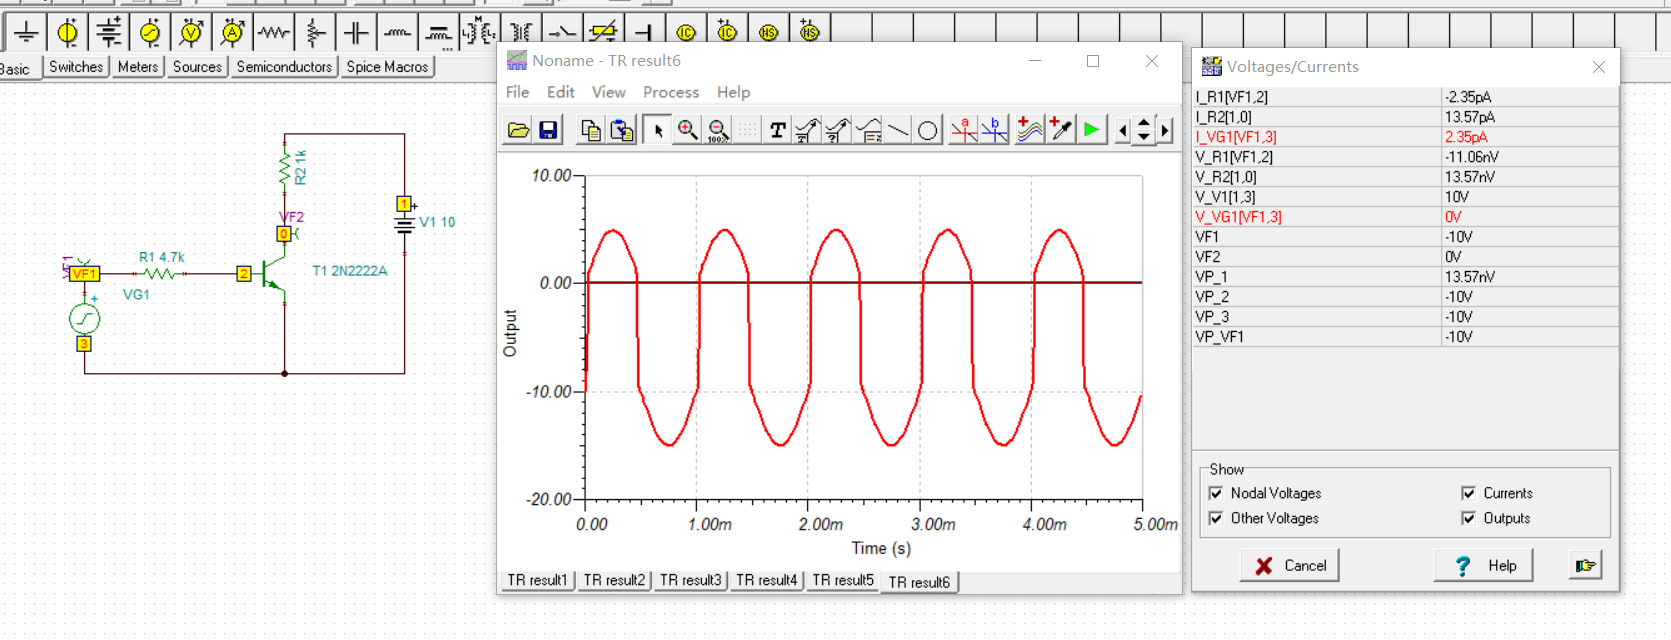 Basic Switches Meters Sources Semiconductors Spice Macros
R2 1k
VF2
0
1
+
V1 10
R1 4.7k
VF1
VF1
2
T1 2N2222A
VG1
+
3
Noname - TR result6
File Edit View Process Help
100%
T
a
b
10.00
0.00
-10.00
-20.00
Output
0.00 1.00m 2.00m 3.00m 4.00m 5.00m
Time (s)
TR result1 TR result2 TR result3 TR result4 TR result5 TR result6
Voltages/Currents
I_R1[VF1,2] -2.35pA
I_R2[1,0] 13.57pA
I_VG1[VF1,3] 2.35pA
V_R1[VF1,2] -11.06nV
V_R2[1,0] 13.57nV
V_V1[1,3] 10V
V_VG1[VF1,3] 0V
VF1 -10V
VF2 0V
VP_1 13.57nV
VP_2 -10V
VP_3 -10V
VP_VF1 -10V
Show
Nodal Voltages Currents
Other Voltages Outputs
Cancel ? Help